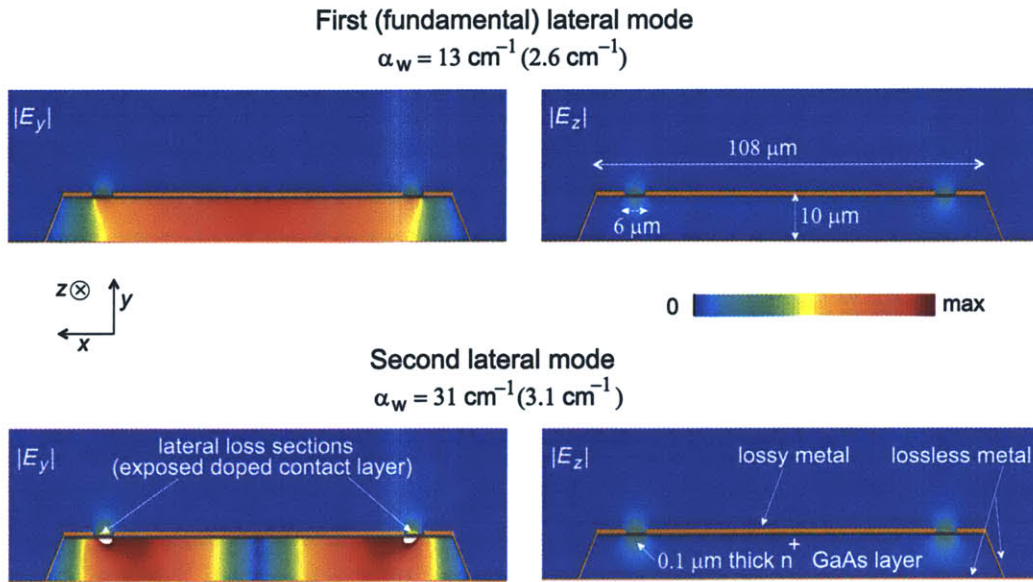 First (fundamental) lateral mode
αw = 13 cm⁻¹ (2.6 cm⁻¹)
|Ey|
|Ez|
108 μm
6 μm
10 μm
z
y
x
0
max
Second lateral mode
αw = 31 cm⁻¹ (3.1 cm⁻¹)
|Ey|
lateral loss sections
(exposed doped contact layer)
|Ez|
lossy metal
lossless metal
0.1 μm thick n⁺ GaAs layer